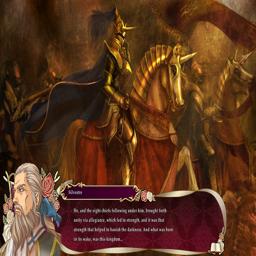 Silvestre
He, and the eight chiefs following under him, brought forth
unity via allegiance, which led to strength, and it was that
strength that helped to banish the darkness. And what was born
in its wake, was this kingdom...